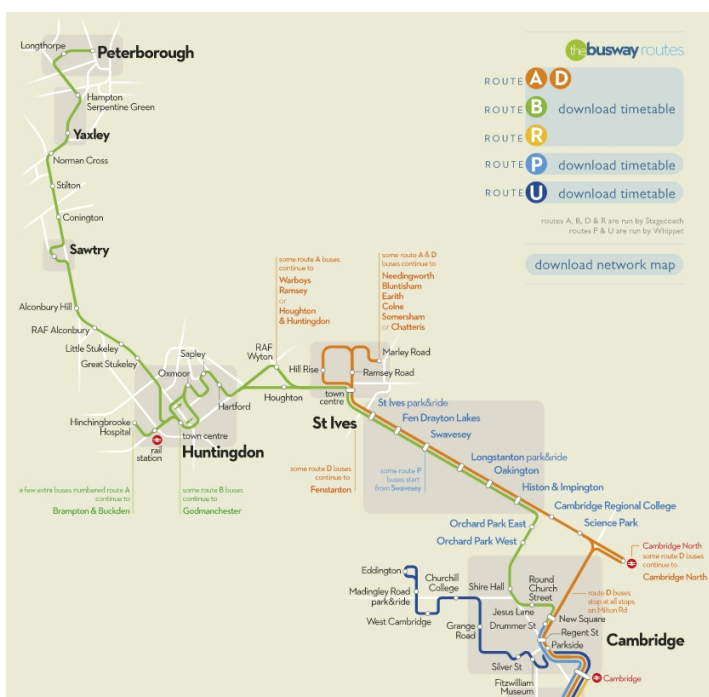 Longthorpe
Peterborough
Hampton
Serpentine Green
Yaxley
Norman Cross
Stilton
Conington
Sawtry
Alconbury Hill
RAF Alconbury
Little Stukeley
Great Stukeley
Sapley
Oxmoor
Hartford
Hinchingbrooke
Hospital
rail
station
town centre
Huntingdon
a few extra buses numbered route A
continue to
Brampton & Buckden
some route B buses
continue to
Godmanchester
thebusway routes
ROUTE A D
ROUTE B download timetable
ROUTE R
ROUTE P download timetable
ROUTE U download timetable
routes A, B, D & R are run by Stagecoach
routes P & U are run by Whippet
download network map
some route A buses
continue to
Warboys
Ramsey
or
Houghton
& Huntingdon
some route A & D
buses continue to
Needingworth
Bluntisham
Earith
Colne
Somersham
or Chatteris
RAF
Wyton
Houghton
Hill Rise
Marley Road
Ramsey Road
town
centre
St Ives
St Ives park&ride
Fen Drayton Lakes
Swavesey
Longstanton park&ride
Oakington
Histon & Impington
Cambridge Regional College
Science Park
some route D buses
continue to
Fenstanton
some route P
buses start
from Swavesey
Orchard Park East
Orchard Park West
Cambridge North
some route D buses
continue to
Cambridge North
route D buses
stop at all stops
on Milton Rd
Eddington
Madingley Road
park&ride
West Cambridge
Churchill
College
Grange
Road
Shire Hall
Round
Church
Street
Jesus Lane
Drummer St
New Square
Regent St
Parkside
Cambridge
Silver St
Fitzwilliam
Museum
Cambridge